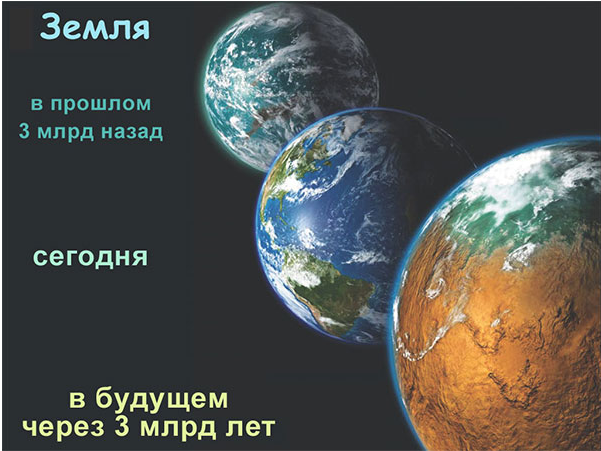 Земля
в прошлом
3 млрд назад
сегодня
в будущем
через 3 млрд лет